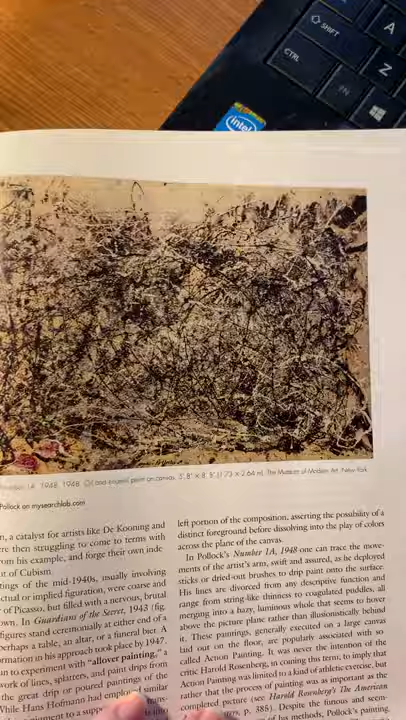 A
SHIFT
Z
CTRL
FN
intel
1A, 1948, 1948. Oil and enamel paint on canvas, 5' 8" × 8' 8" (1.73 × 2.64 m). The Museum of Modern Art, New York
Pollock on mysearchlab.com
n, a catalyst for artists like De Kooning and
re then struggling to come to terms with
om his example, and forge their own inde-
t of Cubism.
tings of the mid-1940s, usually involving
ctual or implied figuration, were coarse and
of Picasso, but filled with a nervous, brutal
own. In Guardians of the Secret, 1943 (fig.
figures stand ceremonially at either end of a
perhaps a table, an altar, or a funeral bier. A
ormation in his approach took place by 1947.
an to experiment with "allover painting," a
work of lines, splatters, and paint drips from
the great drip or poured paintings of the
While Hans Hofmann had employed similar
left portion of the composition, asserting the possibility of a
distinct foreground before dissolving into the play of colors
across the plane of the canvas.
In Pollock's Number 1A, 1948 one can trace the move-
ments of the artist's arm, swift and assured, as he deployed
sticks or dried-out brushes to drip paint onto the surface.
His lines are divorced from any descriptive function and
range from string-like thinness to coagulated puddles, all
merging into a hazy, luminous whole that seems to hover
above the picture plane rather than illusionistically behind
it. These paintings, generally executed on a large canvas
laid out on the floor, are popularly associated with so-
called Action Painting. It was never the intention of the
critic Harold Rosenberg, in coining this term, to imply that
Action Painting was limited to a kind of athletic exercise, but
rather that the process of painting was as important as the
completed picture (see Harold Rosenberg's The American
p. 385). Despite the furious and seem-
of his methods, Pollock's painting